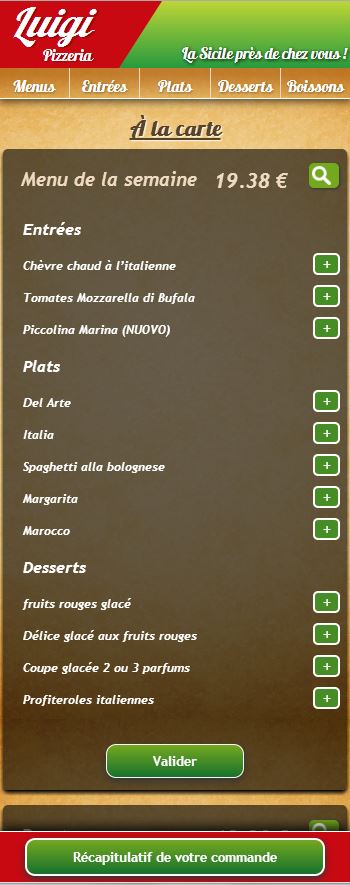 Luigi
Pizzeria
La Sicile près de chez vous !
Menus Entrées Plats Desserts Boissons
À la carte
Menu de la semaine 19.38 €
Entrées
Chèvre chaud à l'italienne +
Tomates Mozzarella di Bufala +
Piccolina Marina (NUOVO) +
Plats
Del Arte +
Italia +
Spaghetti alla bolognese +
Margarita +
Marocco +
Desserts
fruits rouges glacé +
Délice glacé aux fruits rouges +
Coupe glacée 2 ou 3 parfums +
Profiteroles italiennes +
Valider
Récapitulatif de votre commande